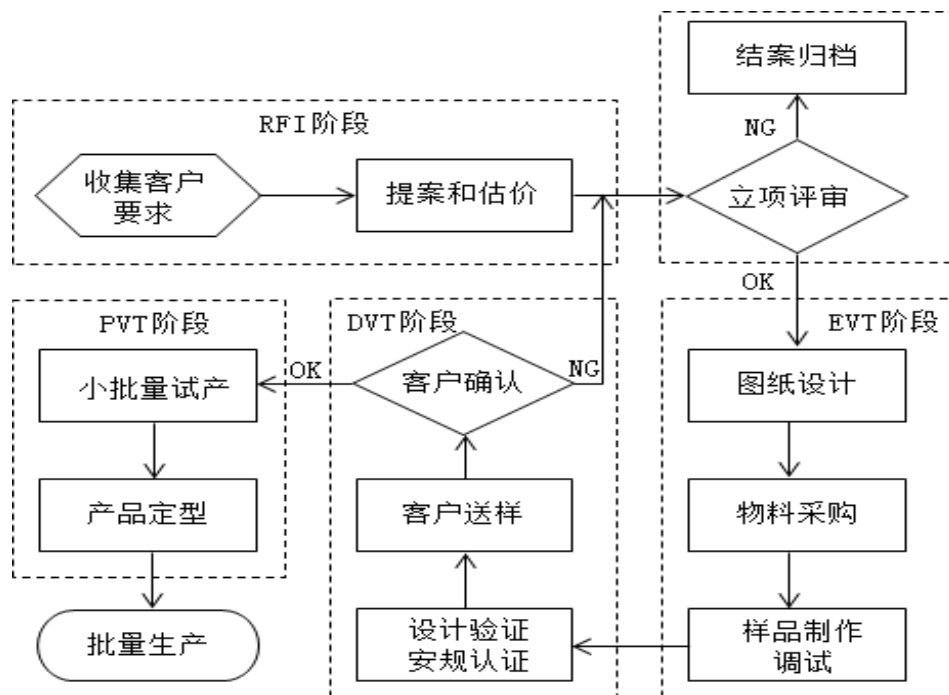 结案归档
RFI阶段
NG
收集客户
要求
提案和估价
立项评审
OK
PVT阶段
DVT阶段
EVT阶段
小批量试产
OK
客户确认
NG
图纸设计
产品定型
客户送样
物料采购
批量生产
设计验证
安规认证
样品制作
调试